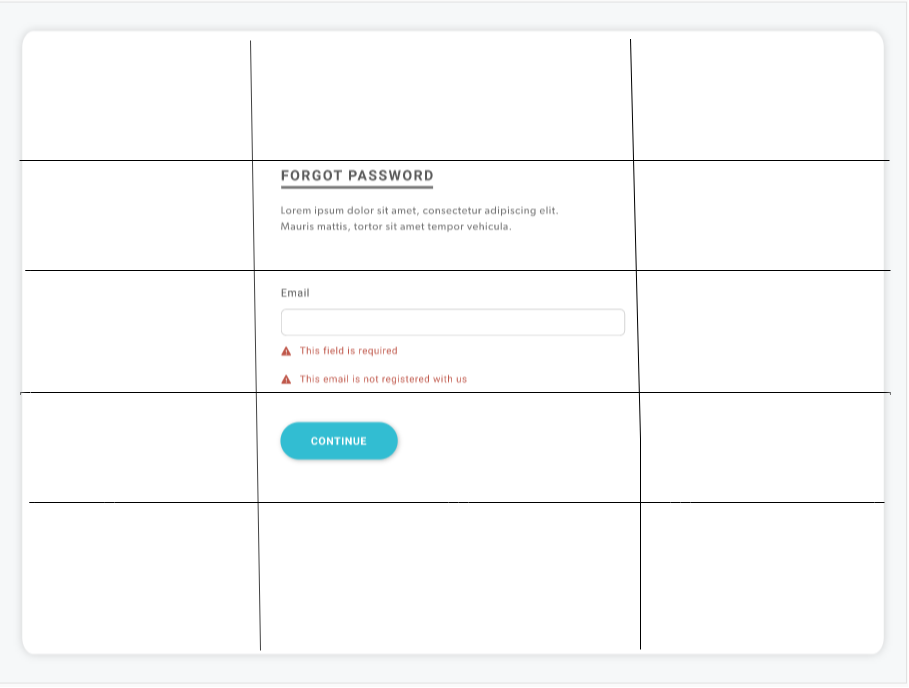 FORGOT PASSWORD
Lorem ipsum dolor sit amet, consectetur adipiscing elit.
Mauris mattis, tortor sit amet tempor vehicula.
Email
This field is required
This email is not registered with us
CONTINUE